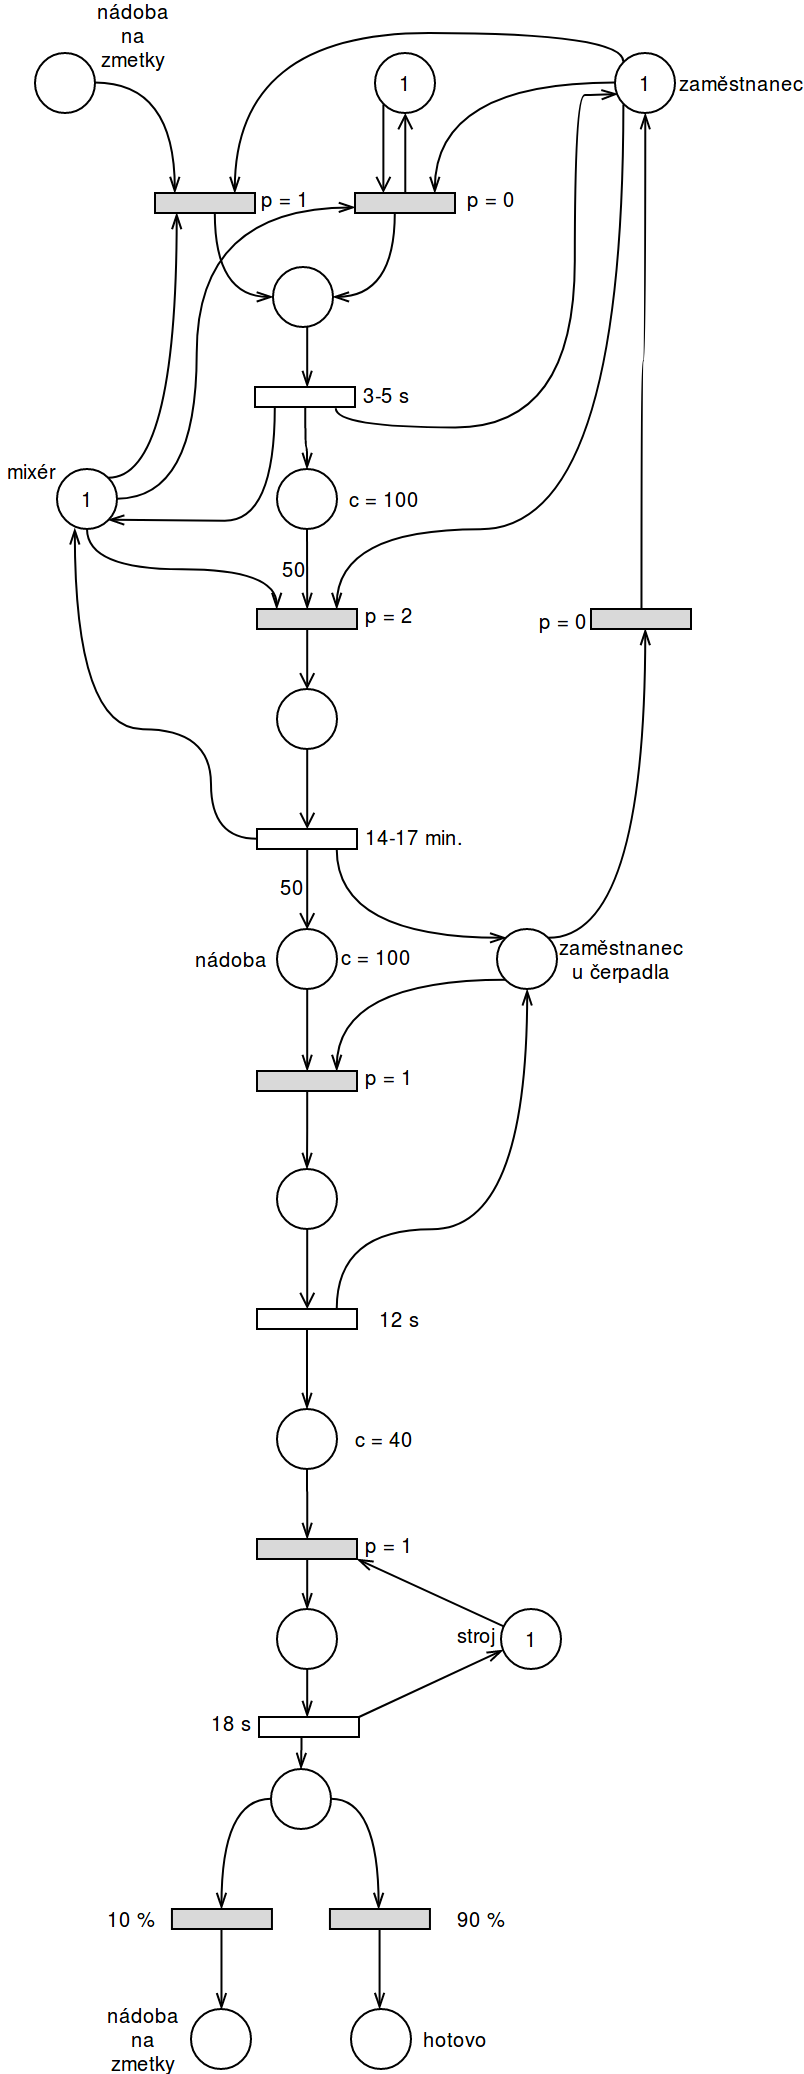 nádoba
na
zmetky
1
1
zaměstnanec
p = 1
p = 0
3-5 s
mixér
1
c = 100
50
p = 2
p = 0
14-17 min.
50
nádoba
c = 100
zaměstnanec
u čerpadla
p = 1
12 s
c = 40
p = 1
stroj
1
18 s
10 %
90 %
nádoba
na
zmetky
hotovo